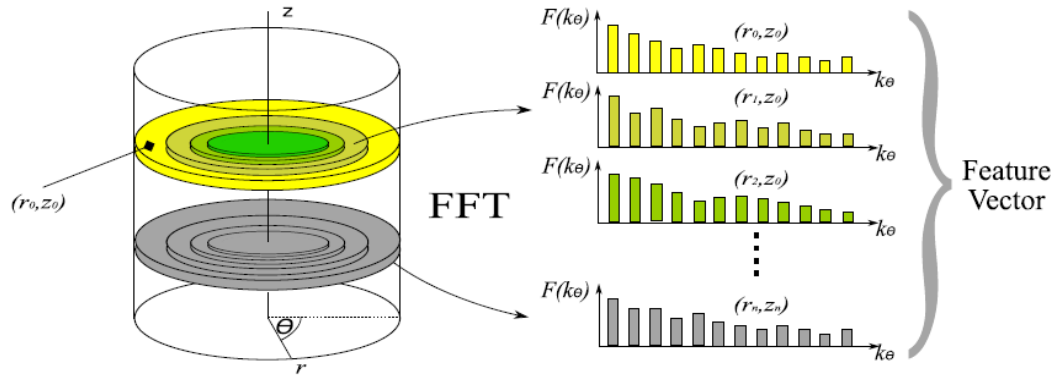 z
(r₀,z₀)
θ
r
FFT
F(kθ)
(r₀,z₀)
kθ
F(kθ)
(r₁,z₀)
kθ
F(kθ)
(r₂,z₀)
kθ
F(kθ)
(rₙ,zₙ)
kθ
Feature
Vector